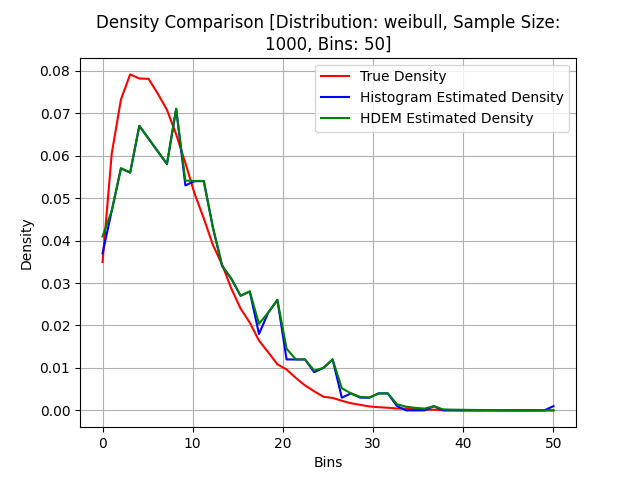 Density Comparison [Distribution: weibull, Sample Size:
1000, Bins: 50]
True Density
Histogram Estimated Density
HDEM Estimated Density
Density
0.08
0.07
0.06
0.05
0.04
0.03
0.02
0.01
0.00
0 10 20 30 40 50
Bins